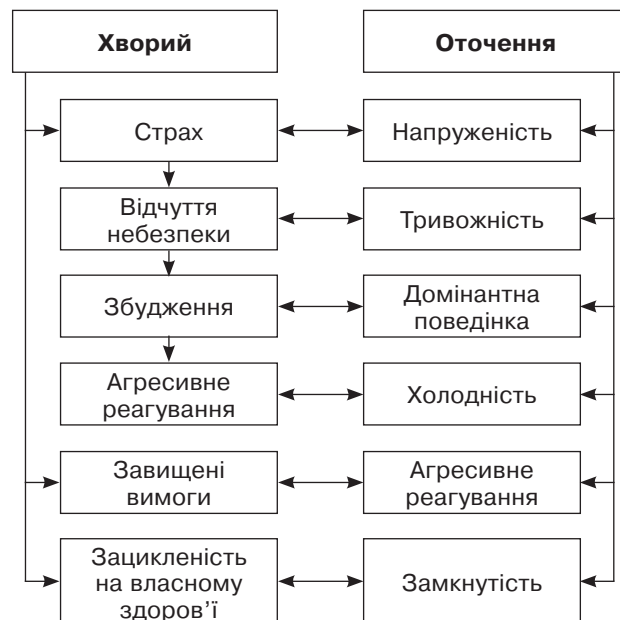 Хворий
Оточення
Страх
Напруженість
Відчуття
небезпеки
Тривожність
Збудження
Домінантна
поведінка
Агресивне
реагування
Холодність
Завищені
вимоги
Агресивне
реагування
Зацикленість
на власному
здоров’ї
Замкнутість